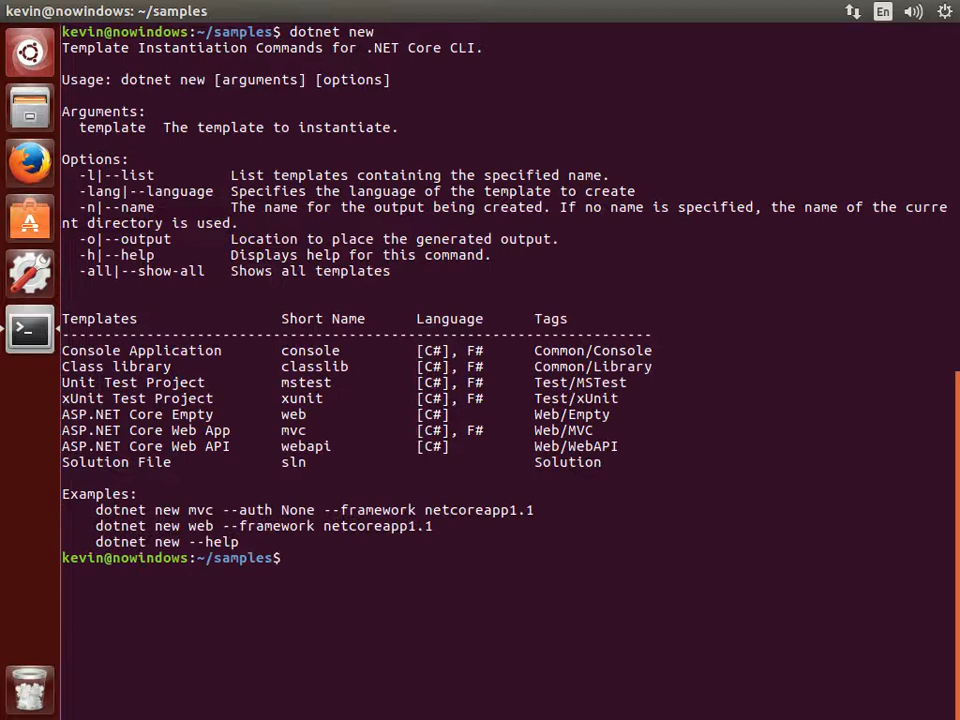 kevin@nowindows: ~/samples
En
kevin@nowindows:~/samples$ dotnet new
Template Instantiation Commands for .NET Core CLI.
Usage: dotnet new [arguments] [options]
Arguments:
template  The template to instantiate.
Options:
-l|--list         List templates containing the specified name.
-lang|--language  Specifies the language of the template to create
-n|--name         The name for the output being created. If no name is specified, the name of the curre
nt directory is used.
-o|--output       Location to place the generated output.
-h|--help         Displays help for this command.
-all|--show-all   Shows all templates
Templates                 Short Name      Language      Tags
----------------------------------------------------------------------
Console Application       console         [C#], F#      Common/Console
Class library             classlib        [C#], F#      Common/Library
Unit Test Project         mstest          [C#], F#      Test/MSTest
xUnit Test Project        xunit           [C#], F#      Test/xUnit
ASP.NET Core Empty        web             [C#]          Web/Empty
ASP.NET Core Web App      mvc             [C#], F#      Web/MVC
ASP.NET Core Web API      webapi          [C#]          Web/WebAPI
Solution File             sln                           Solution
Examples:
dotnet new mvc --auth None --framework netcoreapp1.1
dotnet new web --framework netcoreapp1.1
dotnet new --help
kevin@nowindows:~/samples$